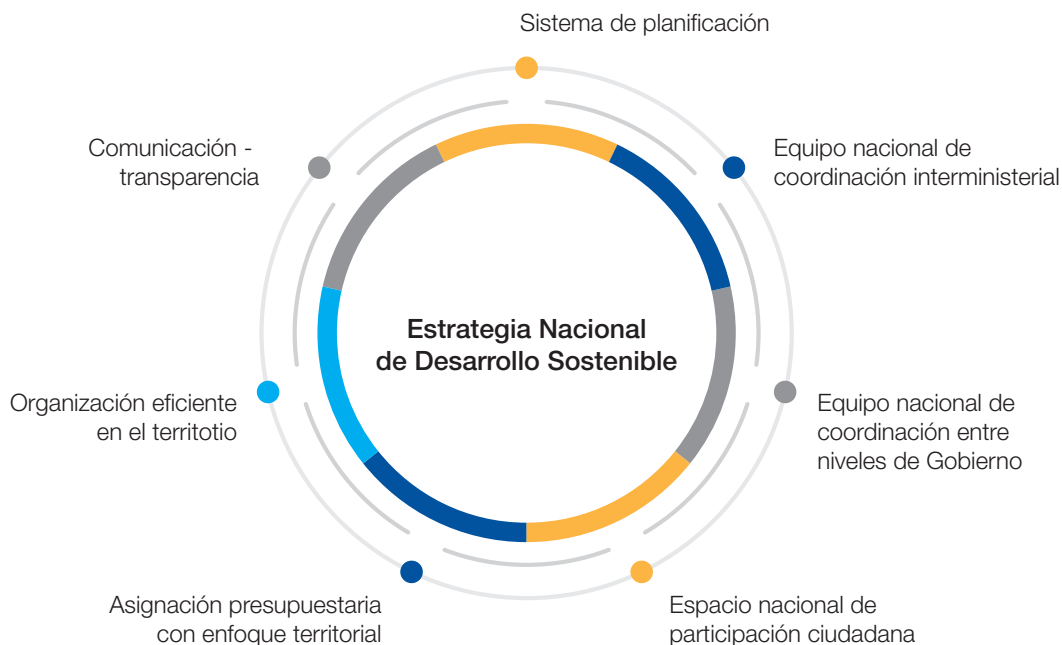 Sistema de planificación
Comunicación -
transparencia
Equipo nacional de
coordinación interministerial
Estrategia Nacional
de Desarrollo Sostenible
Organización eficiente
en el territotio
Equipo nacional de
coordinación entre
niveles de Gobierno
Asignación presupuestaria
con enfoque territorial
Espacio nacional de
participación ciudadana